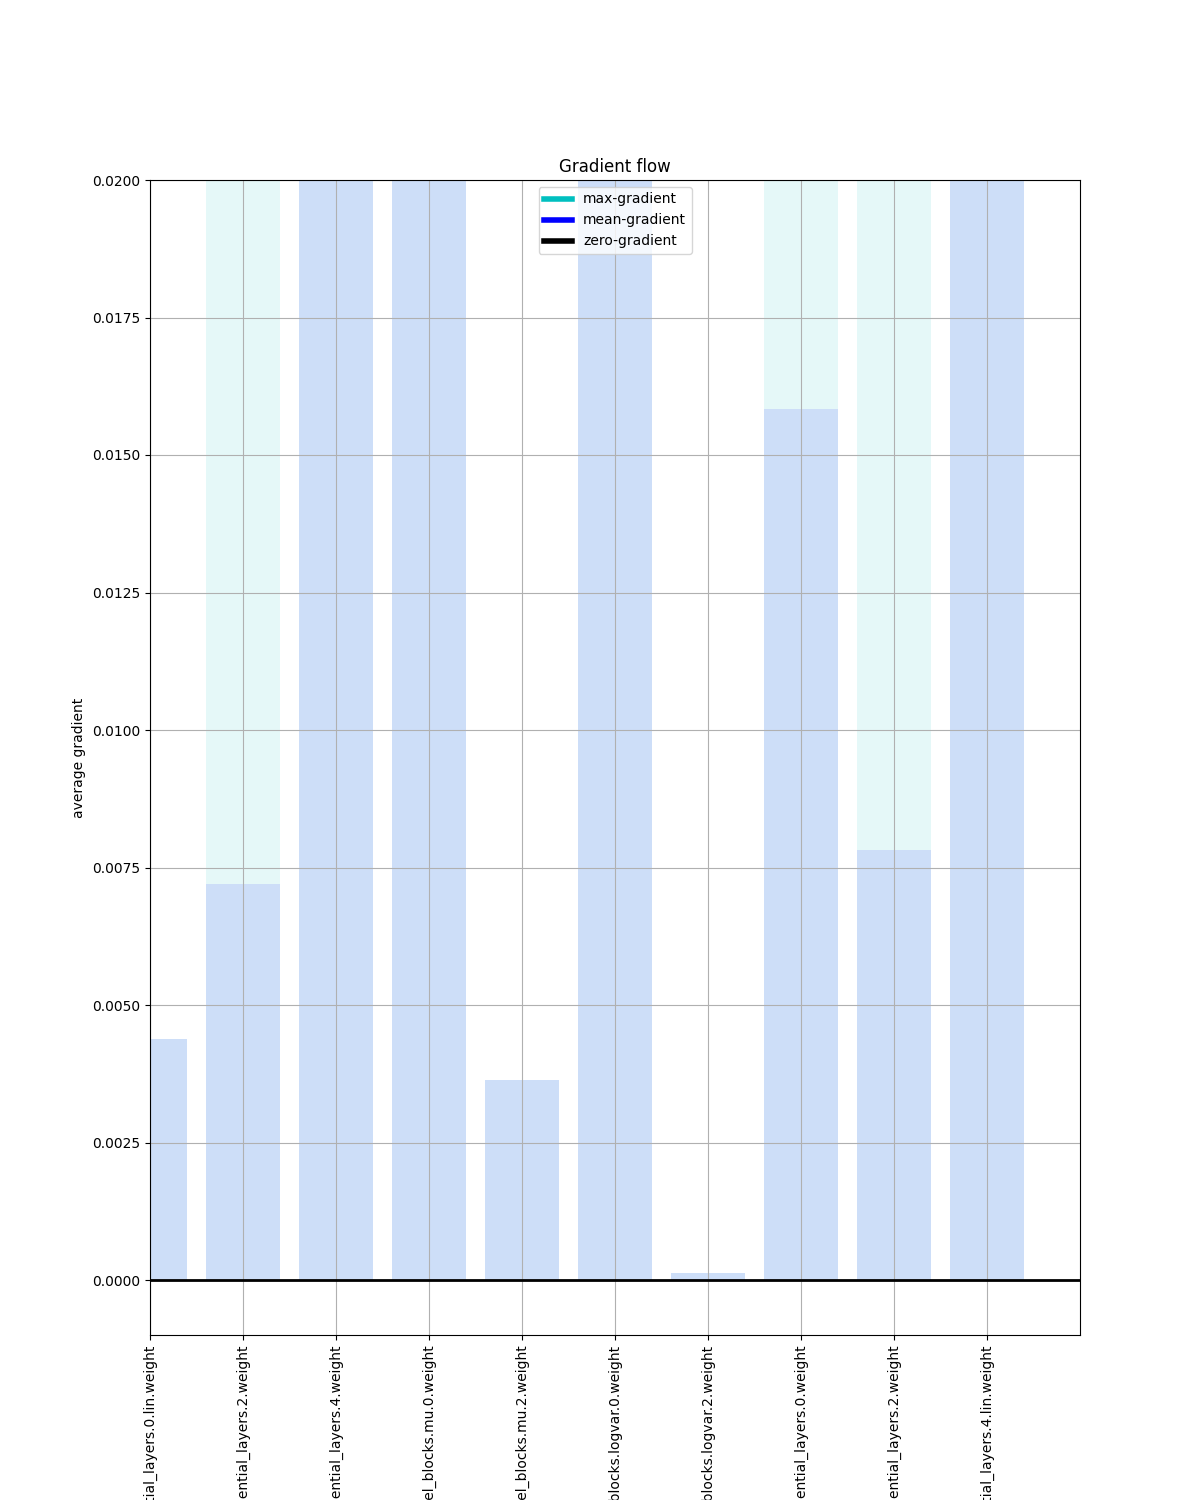 Gradient flow
max-gradient
mean-gradient
zero-gradient
0.0200
0.0175
0.0150
0.0125
0.0100
0.0075
0.0050
0.0025
0.0000
average gradient
tial_layers.0.lin.weight
ential_layers.2.weight
ential_layers.4.weight
el_blocks.mu.0.weight
el_blocks.mu.2.weight
blocks.logvar.0.weight
blocks.logvar.2.weight
ential_layers.0.weight
ential_layers.2.weight
tial_layers.4.lin.weight